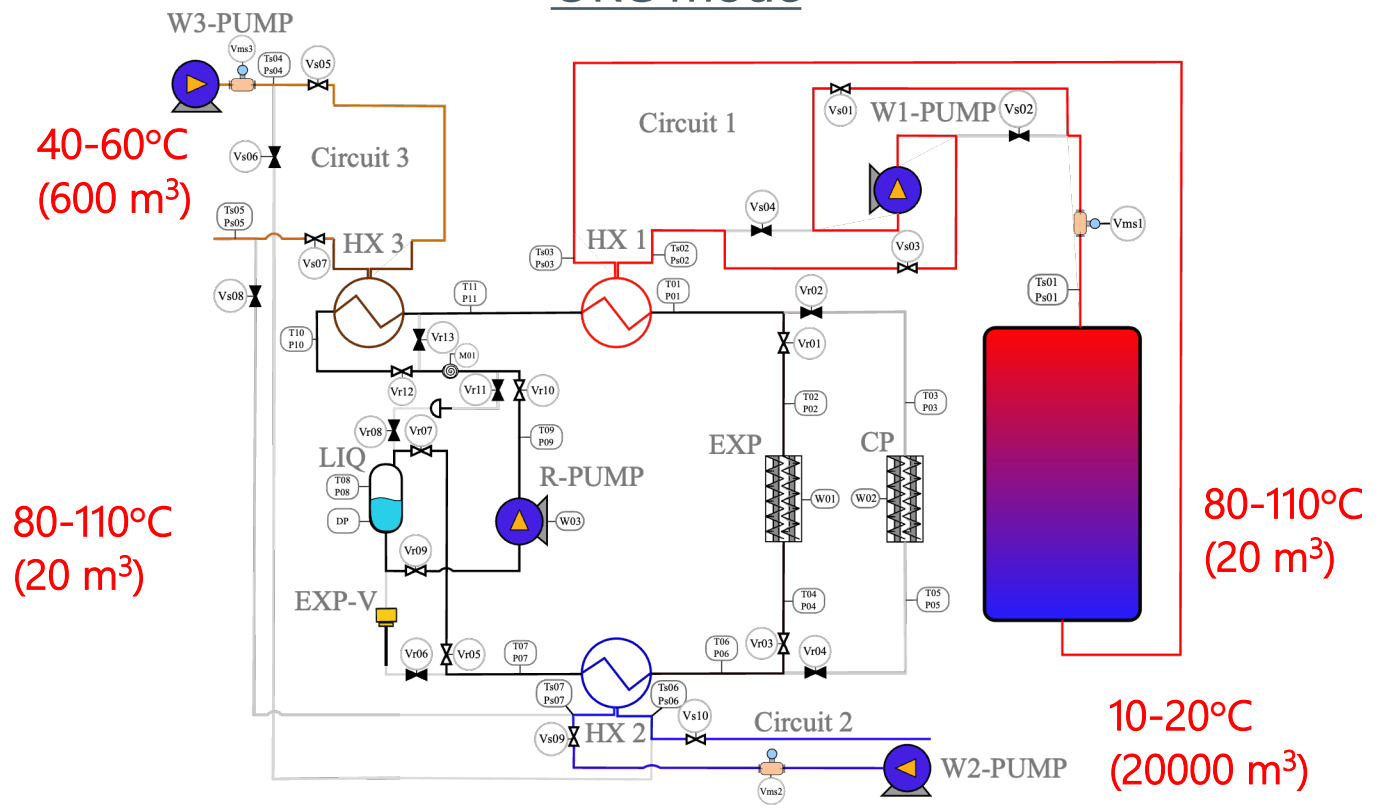 ORC mode
W3-PUMP
Vms3
Ts04
Ps04
Vs05
40-60°C
(600 m³)
Vs06
Circuit 3
Circuit 1
Vs01
W1-PUMP
Vs02
Ts05
Ps05
Vs07
HX 3
Vs08
Ts03
Ps03
HX 1
Ts02
Ps02
Vs04
Vs03
Vms1
Ts01
Ps01
T11
P11
T01
P01
Vr02
T10
P10
Vr13
M01
Vr01
Vr12
Vr11
Vr10
T02
P02
T03
P03
Vr08
Vr07
T09
P09
LIQ
T08
P08
DP
R-PUMP
W03
EXP
W01
CP
W02
80-110°C
(20 m³)
80-110°C
(20 m³)
Vr09
EXP-V
T04
P04
T05
P05
Vr06
Vr05
T07
P07
T06
P06
Vr03
Vr04
Ts07
Ps07
Ts06
Ps06
Vs10
Vs09
HX 2
Circuit 2
Vms2
W2-PUMP
10-20°C
(20000 m³)